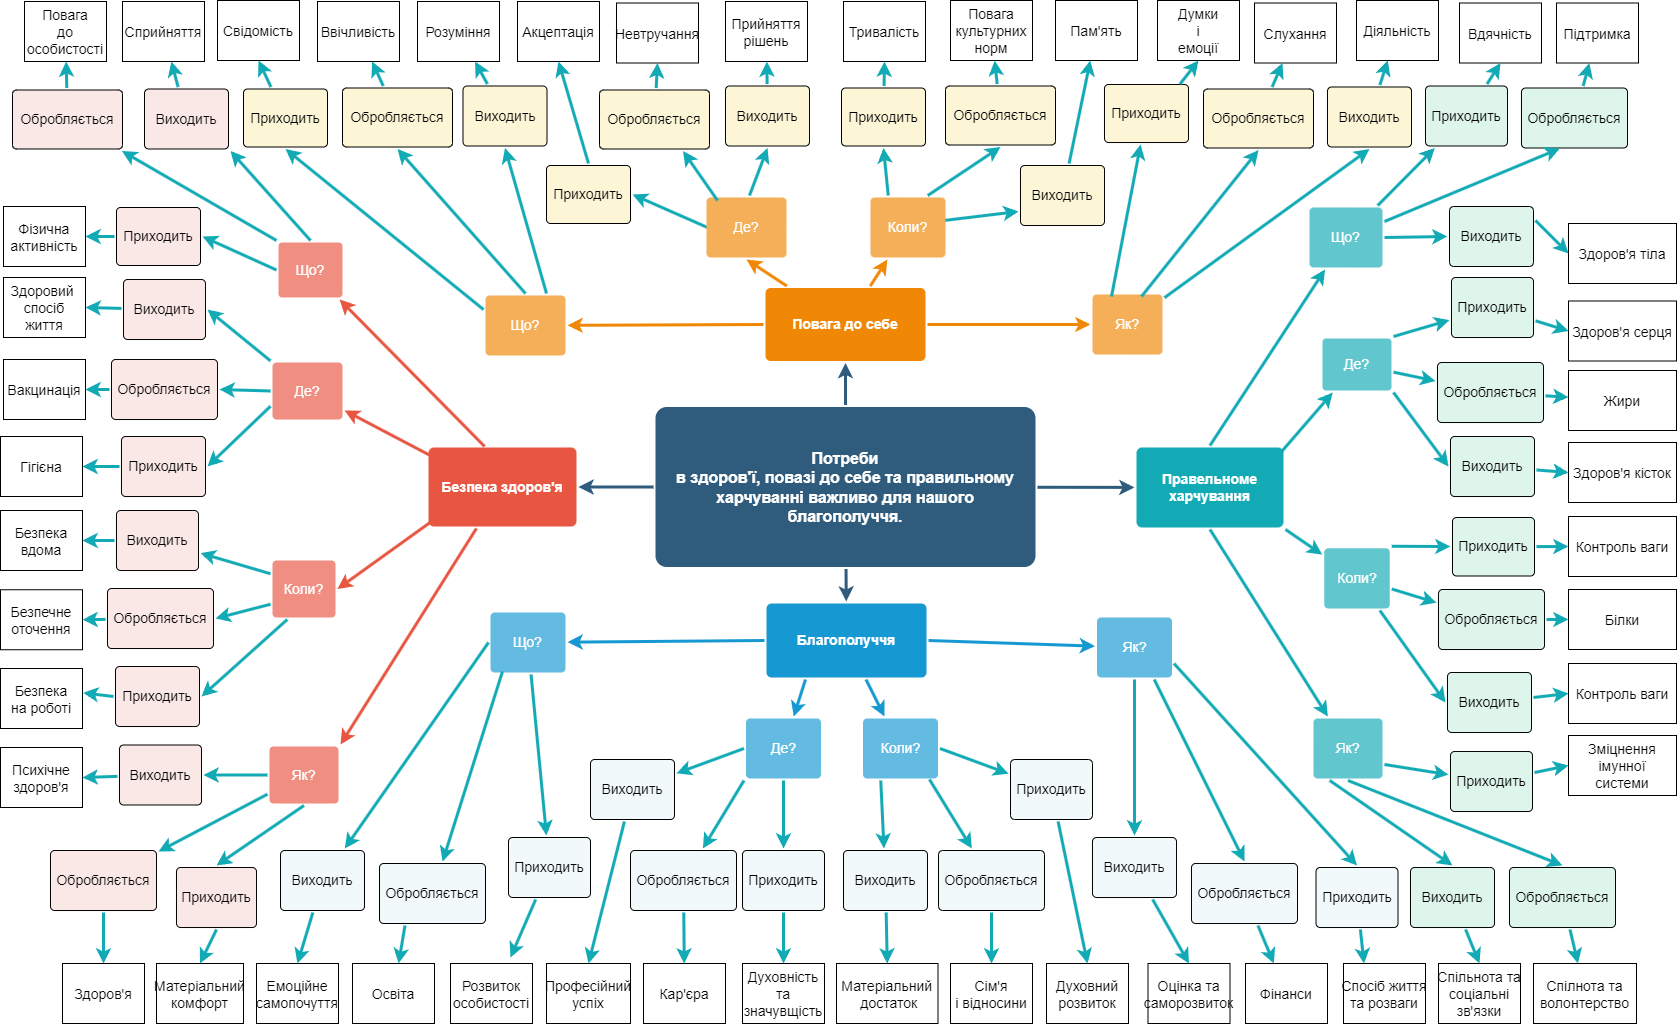 Повага
до
особистості
Сприйняття
Свідомість
Ввічливість
Розуміння
Акцептація
Невтручання
Прийняття
рішень
Тривалість
Повага
культурних
норм
Пам'ять
Думки
і
емоції
Слухання
Діяльність
Вдячність
Підтримка
Обробляється
Виходить
Приходить
Обробляється
Виходить
Обробляється
Виходить
Приходить
Обробляється
Приходить
Обробляється
Виходить
Приходить
Обробляється
Приходить
Виходить
Фізична
активність
Приходить
Що?
Де?
Коли?
Що?
Виходить
Здоров'я тіла
Здоровий
спосіб
життя
Виходить
Що?
Повага до себе
Як?
Приходить
Здоров'я серця
Вакцинація
Обробляється
Де?
Де?
Обробляється
Жири
Гігієна
Приходить
Безпека здоров'я
Потреби
в здоров'ї, повазі до себе та правильному
харчуванні важливо для нашого
благополуччя.
Правельноме
харчування
Виходить
Здоров'я кісток
Безпека
вдома
Виходить
Коли?
Коли?
Приходить
Контроль ваги
Безпечне
оточення
Обробляється
Обробляється
Білки
Безпека
на роботі
Приходить
Що?
Благополуччя
Як?
Виходить
Контроль ваги
Психічне
здоров'я
Виходить
Як?
Де?
Коли?
Як?
Приходить
Зміцнення
імунної
системи
Виходить
Приходить
Обробляється
Приходить
Виходить
Обробляється
Приходить
Обробляється
Приходить
Виходить
Обробляється
Виходить
Обробляється
Приходить
Виходить
Обробляється
Здоров'я
Матеріальний
комфорт
Емоційне
самопочуття
Освіта
Розвиток
особистості
Професійний
успіх
Кар'єра
Духовність
та
значущість
Матеріальний
достаток
Сім'я
і відносини
Духовний
розвиток
Оцінка та
саморозвиток
Фінанси
Спосіб життя
та розваги
Спільнота та
соціальні
зв'язки
Спілнота та
волонтерство